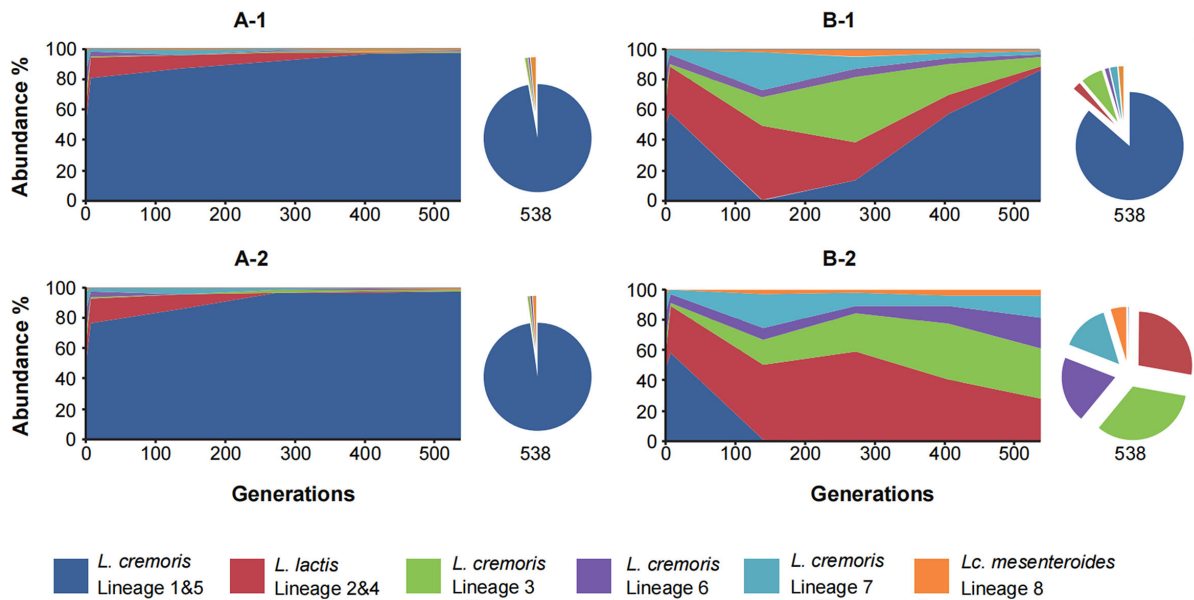 A-1
B-1
Abundance %
100
80
60
40
20
0
0 100 200 300 400 500
538
100
80
60
40
20
0
0 100 200 300 400 500
538
A-2
B-2
Abundance %
100
80
60
40
20
0
0 100 200 300 400 500
538
100
80
60
40
20
0
0 100 200 300 400 500
538
Generations
Generations
L. cremoris
Lineage 1&5
L. lactis
Lineage 2&4
L. cremoris
Lineage 3
L. cremoris
Lineage 6
L. cremoris
Lineage 7
Lc. mesenteroides
Lineage 8